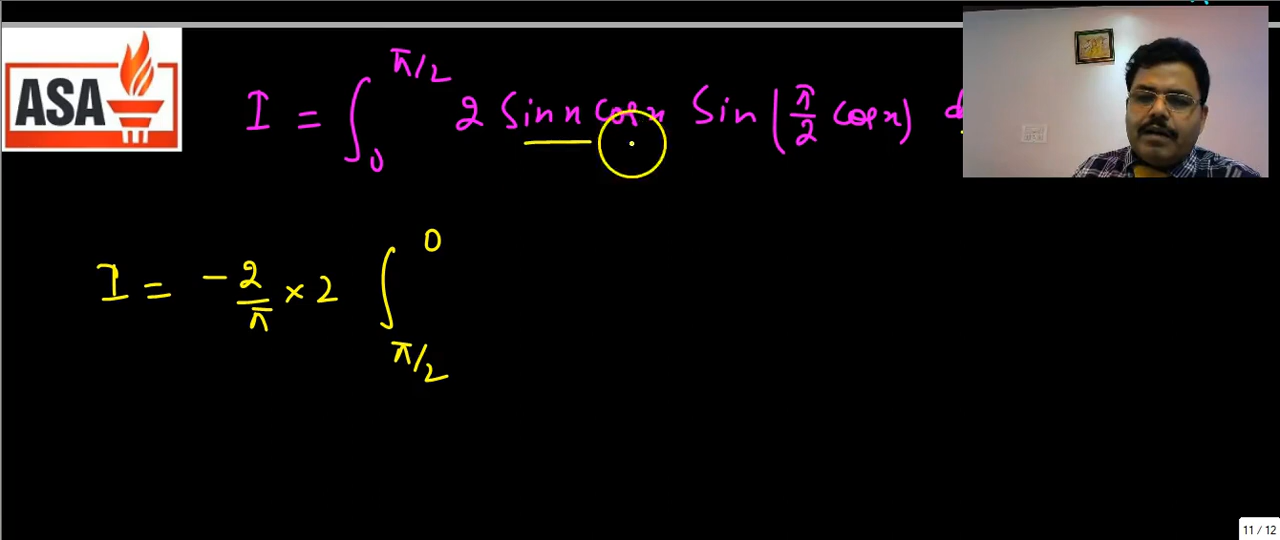 ASA
I = ∫₀^{π/2} 2 Sinx Cosx Sin(π/2 Cosx) d
I = -2/π × 2 ∫_{π/2}^0
11 / 12